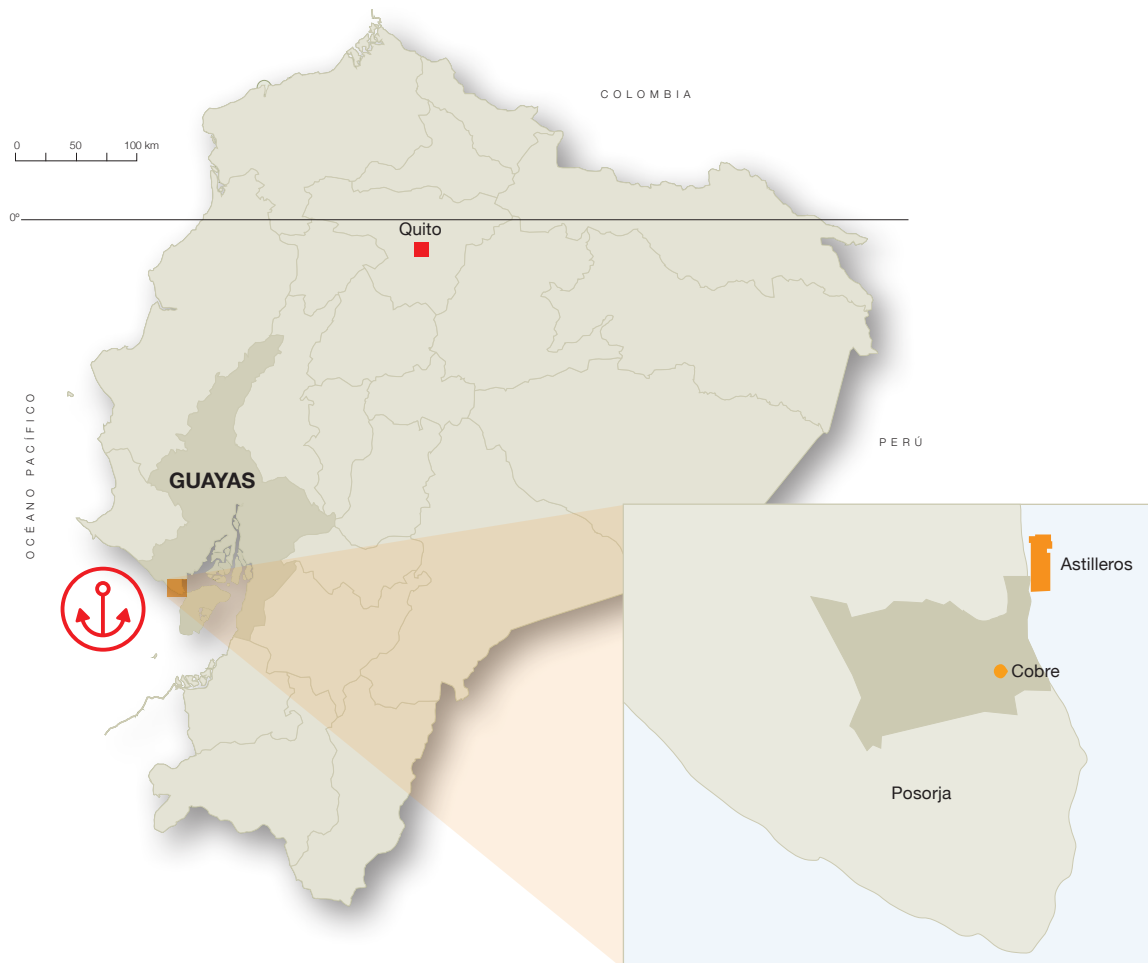 COLOMBIA
0 50 100 km
0º
Quito
OCÉANO PACÍFICO
PERÚ
GUAYAS
Astilleros
Cobre
Posorja